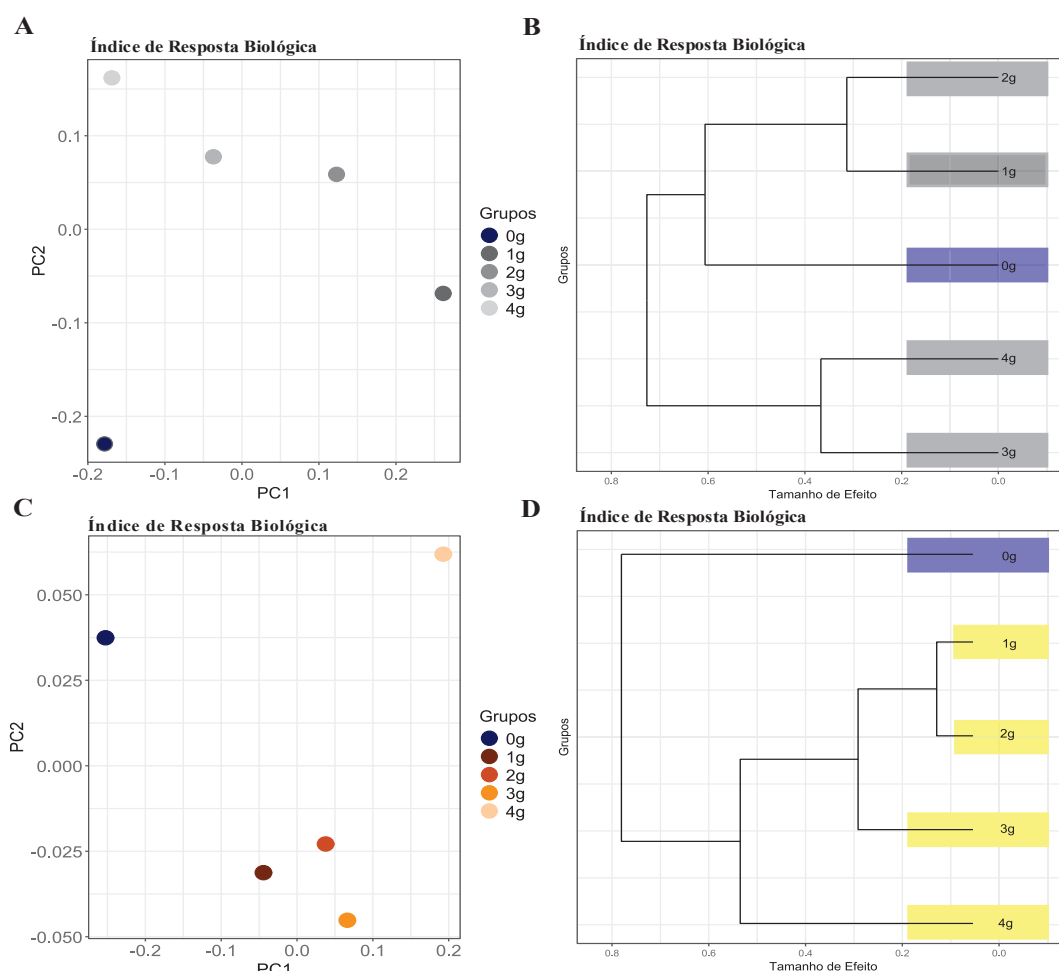 A
Índice de Resposta Biológica
0.1
0.0
-0.1
-0.2
PC2
-0.2
-0.1
0.0
0.1
0.2
PC1
Grupos
0g
1g
2g
3g
4g
B
Índice de Resposta Biológica
Grupos
2g
1g
0g
4g
3g
0.8
0.6
0.4
0.2
0.0
Tamanho de Efeito
C
Índice de Resposta Biológica
0.050
0.025
0.000
-0.025
-0.050
PC2
-0.2
-0.1
0.0
0.1
0.2
PC1
Grupos
0g
1g
2g
3g
4g
D
Índice de Resposta Biológica
Grupos
0g
1g
2g
3g
4g
0.8
0.6
0.4
0.2
0.0
Tamanho de Efeito